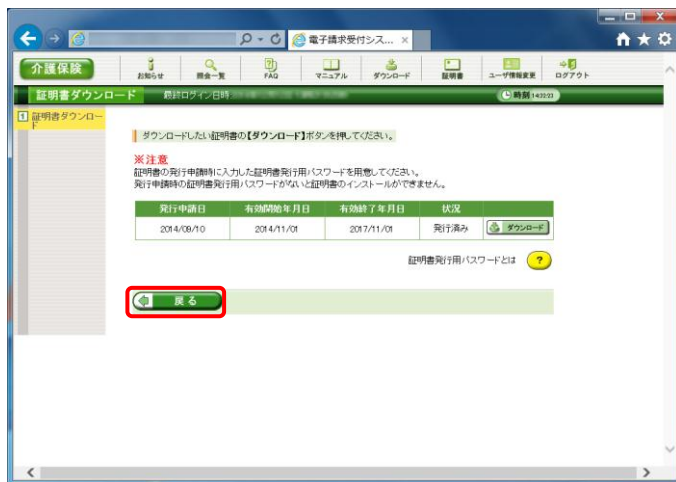 電子請求受付シス... ×
介護保険
お知らせ 照会一覧 FAQ マニュアル ダウンロード 証明書 ユーザ情報変更 ログアウト
証明書ダウンロード 最終ログイン日時 時刻
1 証明書ダウンロー
ド
ダウンロードしたい証明書の【ダウンロード】ボタンを押してください。
※注意
証明書の発行申請時に入力した証明書発行用パスワードを用意してください。
発行申請時の証明書発行用パスワードがないと証明書のインストールができません。
発行申請日 有効開始年月日 有効終了年月日 状況
2014/09/10 2014/11/01 2017/11/01 発行済み ダウンロード
証明書発行用パスワードとは ?
戻る